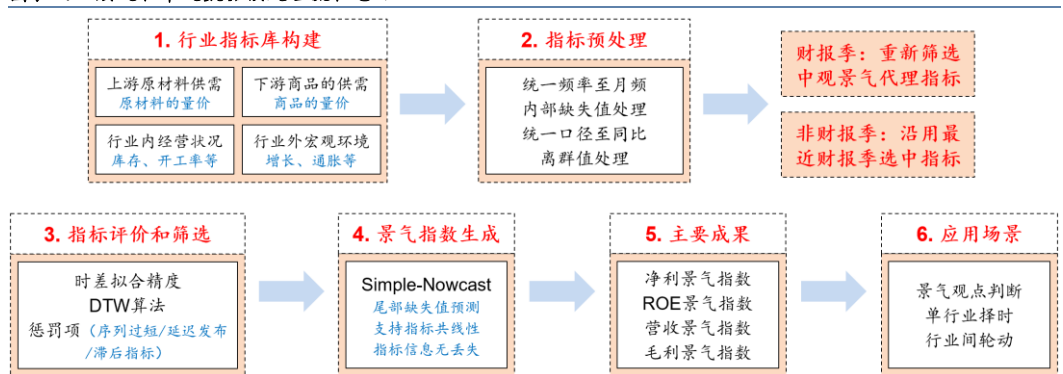 1. 行业指标库构建
上游原材料供需
原材料的量价
下游商品的供需
商品的量价
行业内经营状况
库存、开工率等
行业外宏观环境
增长、通胀等
2. 指标预处理
统一频率至月频
内部缺失值处理
统一口径至同比
离群值处理
财报季：重新筛选
中观景气代理指标
非财报季：沿用最
近财报季选中指标
3. 指标评价和筛选
时差拟合精度
DTW算法
惩罚项（序列过短/延迟发布
/滞后指标）
4. 景气指数生成
Simple-Nowcast
尾部缺失值预测
支持指标共线性
指标信息无丢失
5. 主要成果
净利景气指数
ROE景气指数
营收景气指数
毛利景气指数
6. 应用场景
景气观点判断
单行业择时
行业间轮动